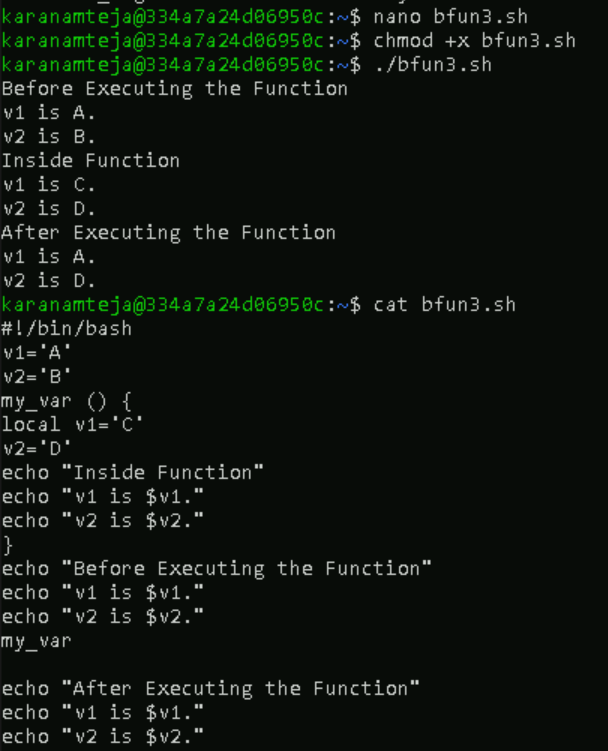 karanamteja@334a7a24d06950c:~$ nano bfun3.sh
karanamteja@334a7a24d06950c:~$ chmod +x bfun3.sh
karanamteja@334a7a24d06950c:~$ ./bfun3.sh
Before Executing the Function
v1 is A.
v2 is B.
Inside Function
v1 is C.
v2 is D.
After Executing the Function
v1 is A.
v2 is D.
karanamteja@334a7a24d06950c:~$ cat bfun3.sh
#!/bin/bash
v1='A'
v2='B'
my_var () {
local v1='C'
v2='D'
echo "Inside Function"
echo "v1 is $v1."
echo "v2 is $v2."
}
echo "Before Executing the Function"
echo "v1 is $v1."
echo "v2 is $v2."
my_var

echo "After Executing the Function"
echo "v1 is $v1."
echo "v2 is $v2."